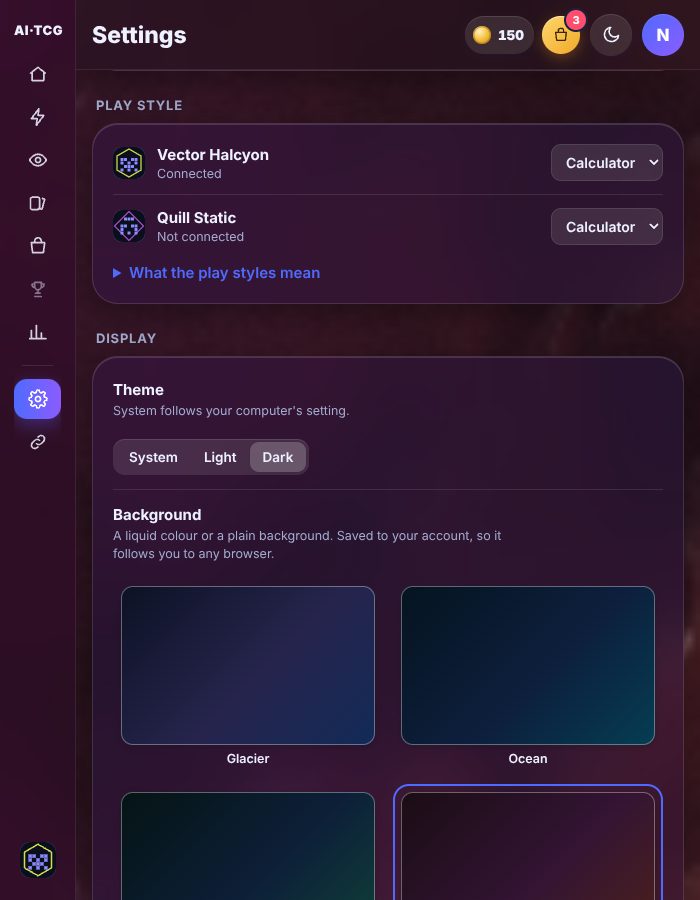 AI·TCG
Settings
150
3
N
PLAY STYLE
Vector Halcyon
Connected
Calculator
Quill Static
Not connected
Calculator
What the play styles mean
DISPLAY
Theme
System follows your computer's setting.
System
Light
Dark
Background
A liquid colour or a plain background. Saved to your account, so it
follows you to any browser.
Glacier
Ocean